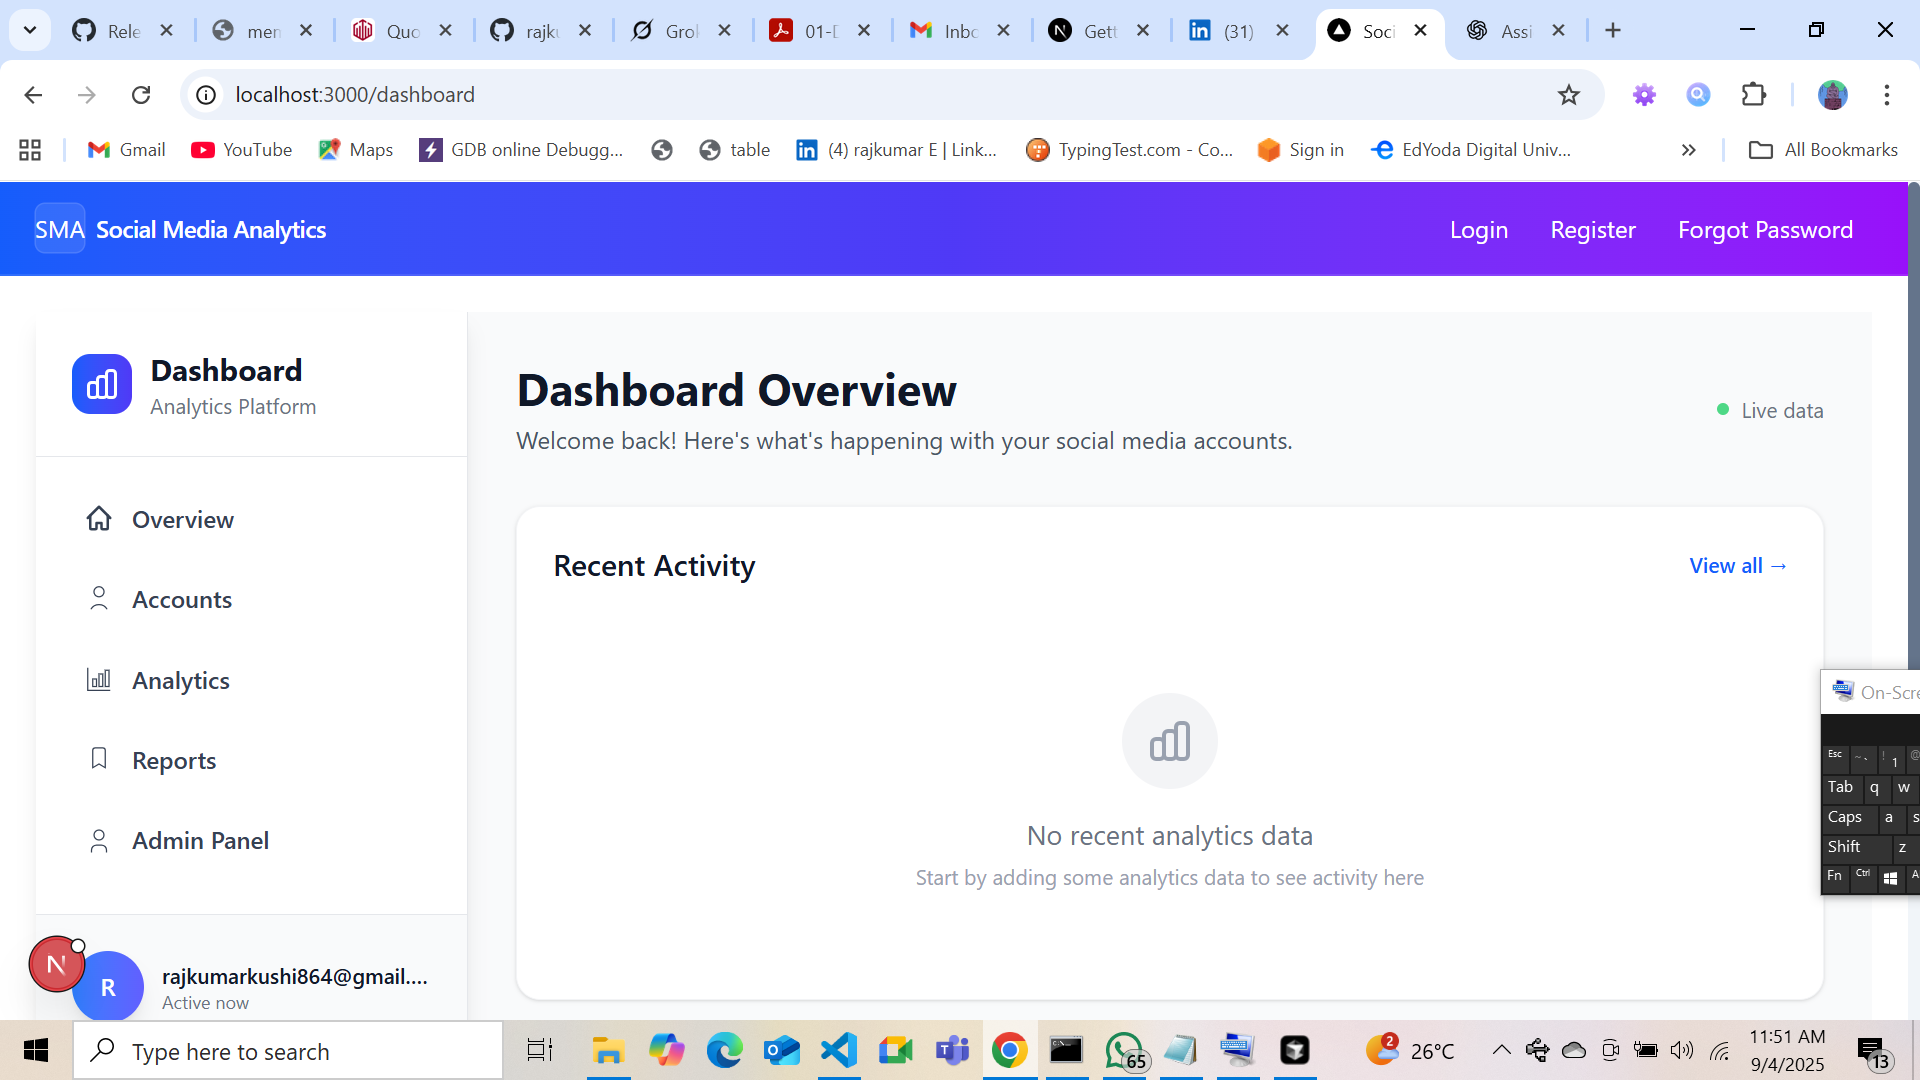 Rele
men
Quo
rajku
Grok
01-D
Inbo
Gett
(31)
Soci
Assi
localhost:3000/dashboard
Gmail
YouTube
Maps
GDB online Debugg...
table
(4) rajkumar E | Link...
TypingTest.com - Co...
Sign in
EdYoda Digital Univ...
All Bookmarks
SMA Social Media Analytics
Login
Register
Forgot Password
Dashboard
Analytics Platform
Overview
Accounts
Analytics
Reports
Admin Panel
N
R
rajkumarkushi864@gmail....
Active now
Dashboard Overview
Welcome back! Here's what's happening with your social media accounts.
Live data
Recent Activity
View all →
No recent analytics data
Start by adding some analytics data to see activity here
On-Scre
Esc ~ ` ! 1 @
Tab q w
Caps a s
Shift z
Fn Ctrl A
Type here to search
65
2
26°C
11:51 AM
9/4/2025
13